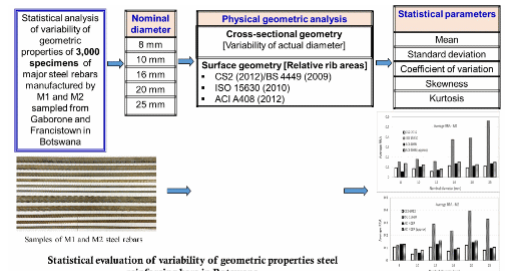 Statistical analysis
of variability of
geometric
properties of 3,000
specimens of
major steel rebars
manufactured by
M1 and M2
sampled from
Gaborone and
Francistown in
Botswana
Nominal
diameter
8 mm
10 mm
16 mm
20 mm
25 mm
Physical geometric analysis
Cross-sectional geometry
[Variability of actual diameter]
Surface geometry [Relative rib areas]
• CS2 (2012)/BS 4449 (2009)
• ISO 15630 (2010)
• ACI A408 (2012)
Statistical parameters
Mean
Standard deviation
Coefficient of variation
Skewness
Kurtosis
Samples of M1 and M2 steel rebars
Statistical evaluation of variability of geometric properties steel